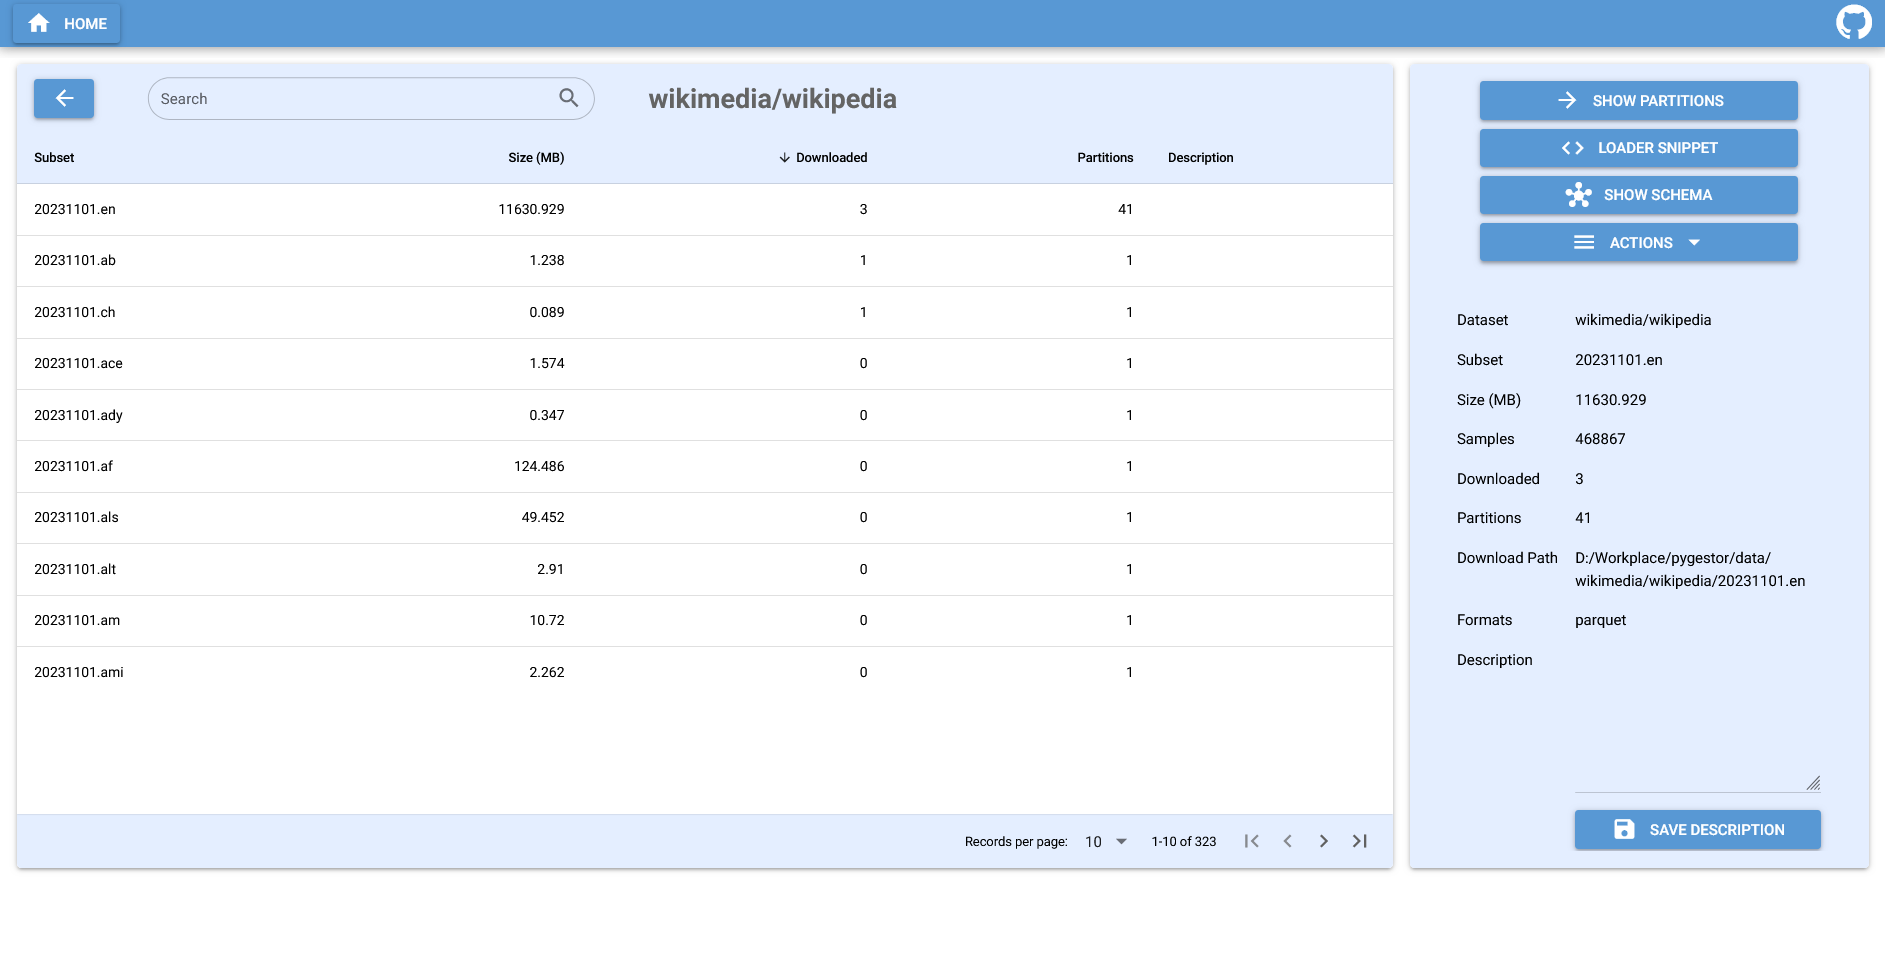 HOME
Search
wikimedia/wikipedia
Subset Size (MB) Downloaded Partitions Description
20231101.en 11630.929 3 41
20231101.ab 1.238 1 1
20231101.ch 0.089 1 1
20231101.ace 1.574 0 1
20231101.ady 0.347 0 1
20231101.af 124.486 0 1
20231101.als 49.452 0 1
20231101.alt 2.91 0 1
20231101.am 10.72 0 1
20231101.ami 2.262 0 1
Records per page: 10 1-10 of 323
SHOW PARTITIONS
LOADER SNIPPET
SHOW SCHEMA
ACTIONS
Dataset wikimedia/wikipedia
Subset 20231101.en
Size (MB) 11630.929
Samples 468867
Downloaded 3
Partitions 41
Download Path D:/Workplace/pygestor/data/
wikimedia/wikipedia/20231101.en
Formats parquet
Description
SAVE DESCRIPTION